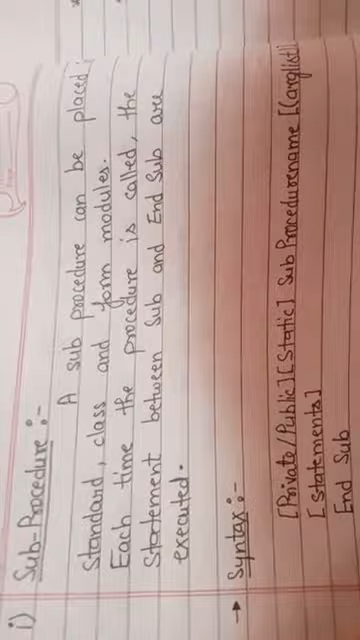 i) Sub-Procedure :-
A sub procedure can be placed
standard, class and form modules.
Each time the procedure is called, the
statement between Sub and End Sub are
executed.
→ Syntax :-
[Private/Public][Static] Sub Procedurename [(arglist)]
[statements]
End Sub